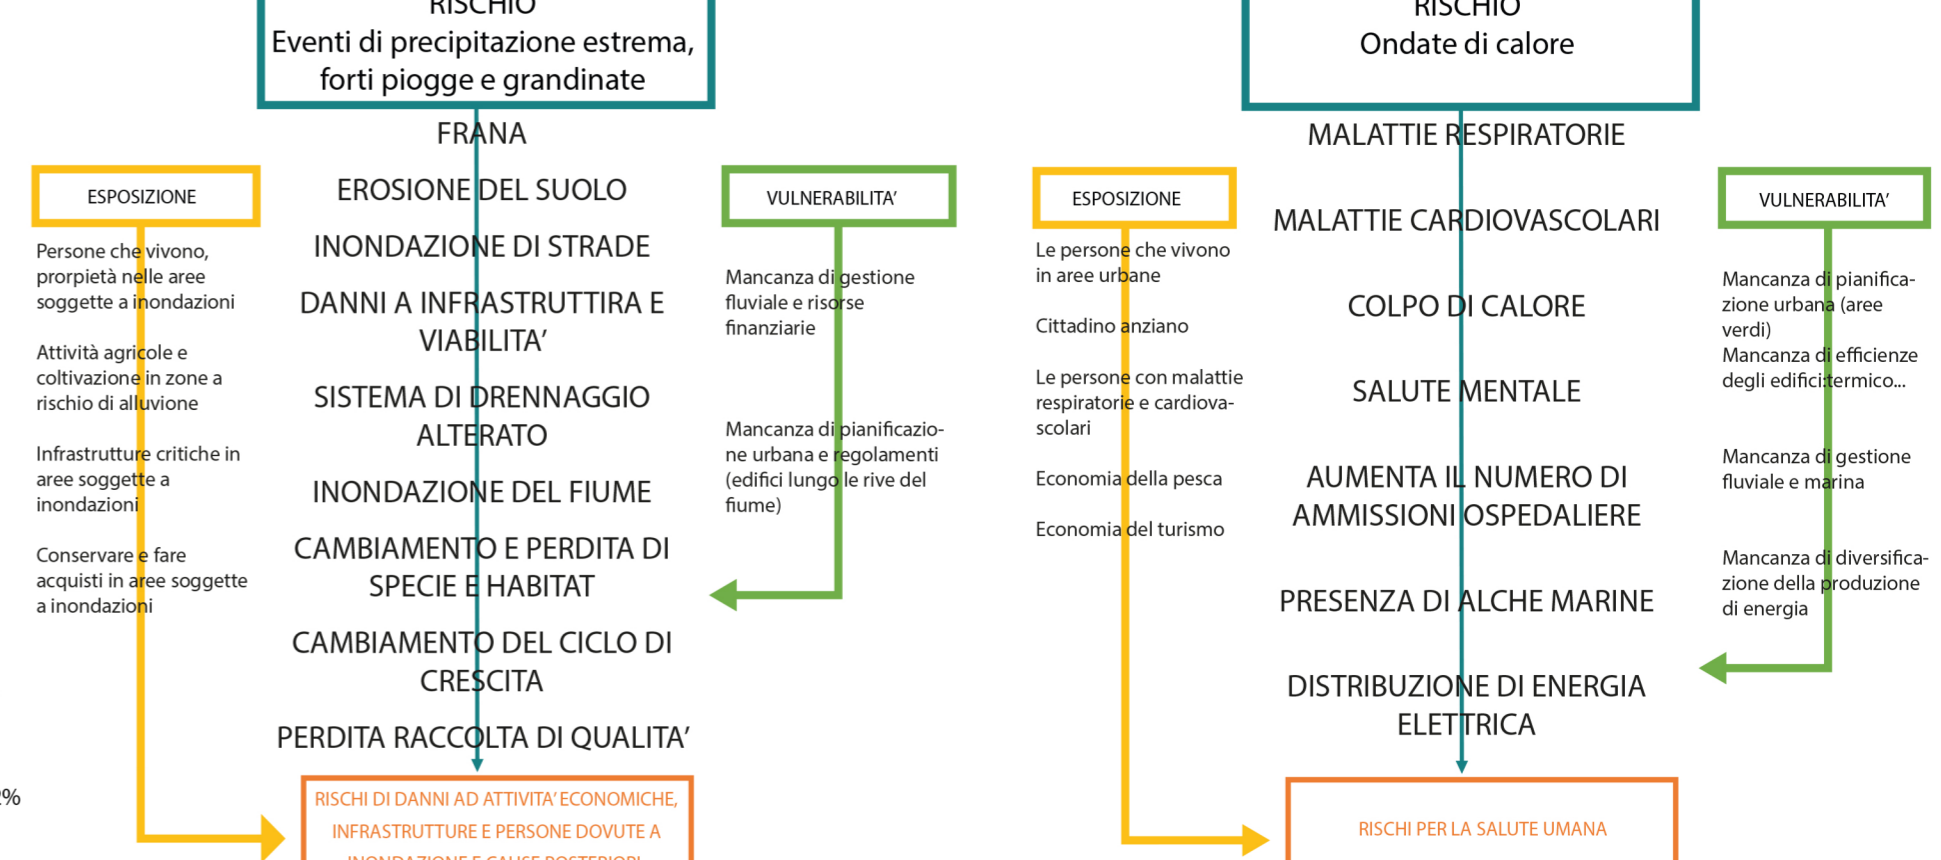 RISCHIO
Eventi di precipitazione estrema,
forti piogge e grandinate
ESPOSIZIONE
Persone che vivono,
prorpietà nelle aree
soggette a inondazioni
Attività agricole e
coltivazione in zone a
rischio di alluvione
Infrastrutture critiche in
aree soggette a
inondazioni
Conservare e fare
acquisti in aree soggette
a inondazioni
2%
FRANA
EROSIONE DEL SUOLO
INONDAZIONE DI STRADE
DANNI A INFRASTRUTTIRA E
VIABILITA’
SISTEMA DI DRENNAGGIO
ALTERATO
INONDAZIONE DEL FIUME
CAMBIAMENTO E PERDITA DI
SPECIE E HABITAT
CAMBIAMENTO DEL CICLO DI
CRESCITA
PERDITA RACCOLTA DI QUALITA’
VULNERABILITA’
Mancanza di gestione
fluviale e risorse
finanziarie
Mancanza di pianificazio-
ne urbana e regolamenti
(edifici lungo le rive del
fiume)
RISCHI DI DANNI AD ATTIVITA’ ECONOMICHE,
INFRASTRUTTURE E PERSONE DOVUTE A
INONDAZIONE E CAUSE POSTERIORI
RISCHIO
Ondate di calore
ESPOSIZIONE
Le persone che vivono
in aree urbane
Cittadino anziano
Le persone con malattie
respiratorie e cardiova-
scolari
Economia della pesca
Economia del turismo
MALATTIE RESPIRATORIE
MALATTIE CARDIOVASCOLARI
COLPO DI CALORE
SALUTE MENTALE
AUMENTA IL NUMERO DI
AMMISSIONI OSPEDALIERE
PRESENZA DI ALCHE MARINE
DISTRIBUZIONE DI ENERGIA
ELETTRICA
VULNERABILITA’
Mancanza di pianifica-
zione urbana (aree
verdi)
Mancanza di efficienze
degli edifici:termico...
Mancanza di gestione
fluviale e marina
Mancanza di diversifica-
zione della produzione
di energia
RISCHI PER LA SALUTE UMANA